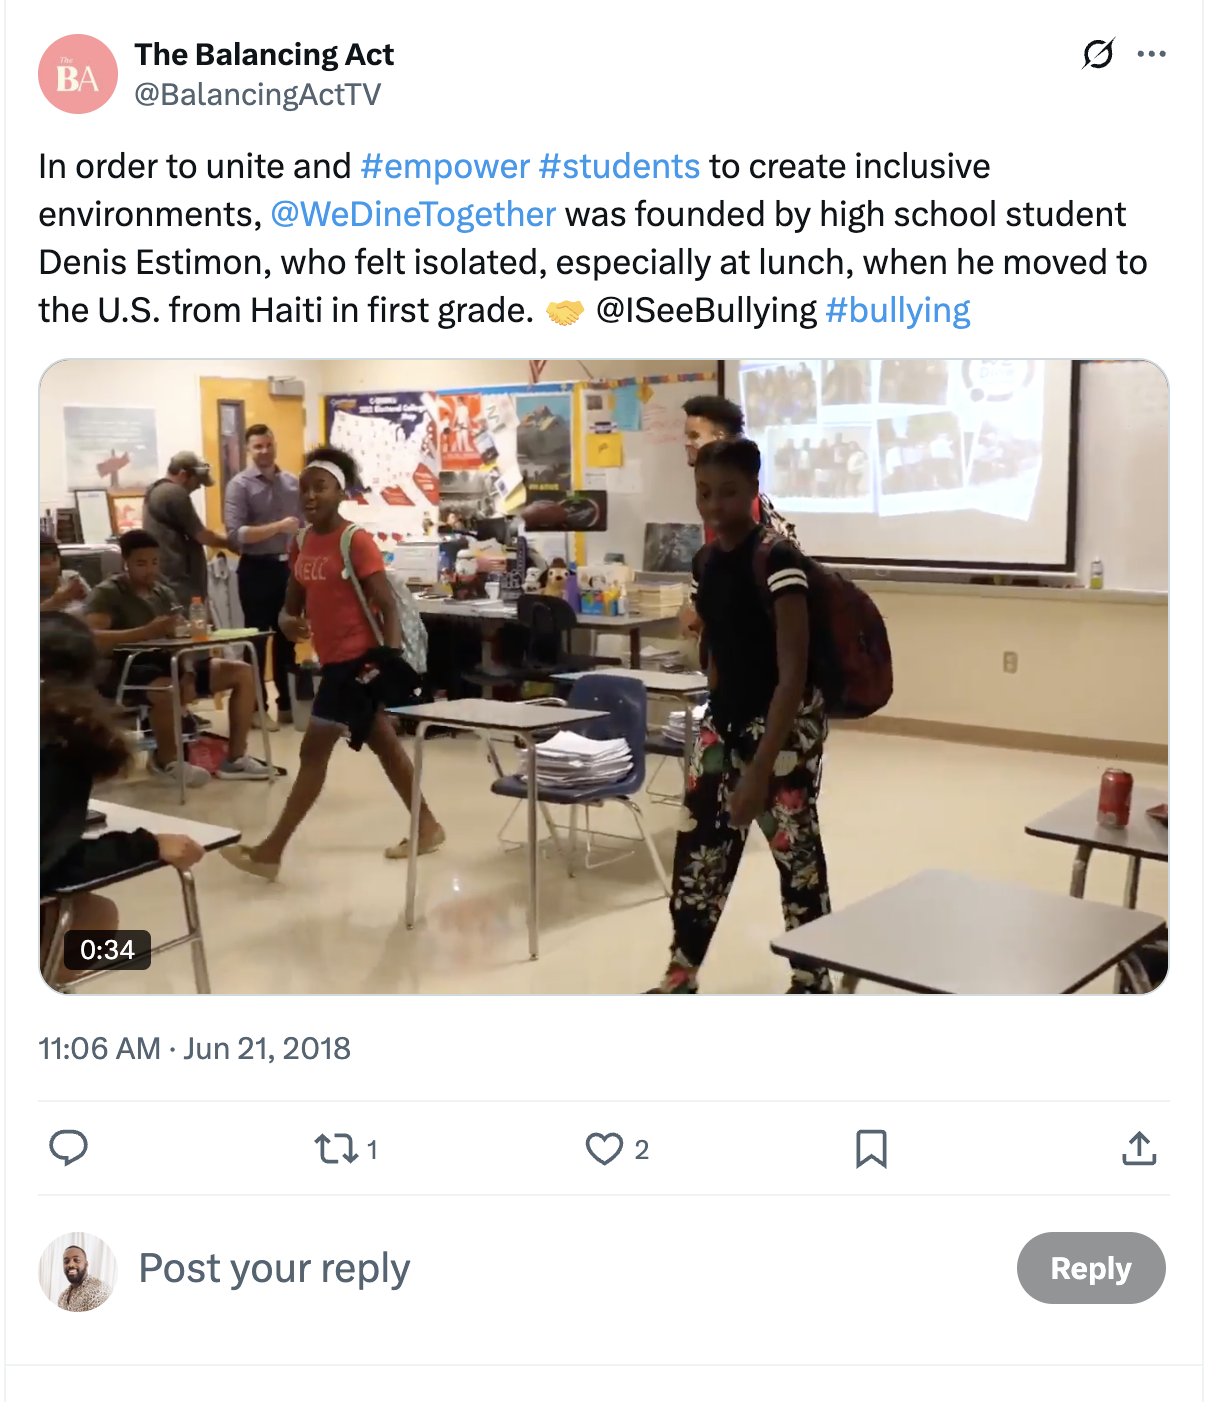 The
BA
The Balancing Act
@BalancingActTV
In order to unite and #empower #students to create inclusive
environments, @WeDineTogether was founded by high school student
Denis Estimon, who felt isolated, especially at lunch, when he moved to
the U.S. from Haiti in first grade. 🤝 @ISeeBullying #bullying
0:34
11:06 AM · Jun 21, 2018
1
2
Post your reply
Reply